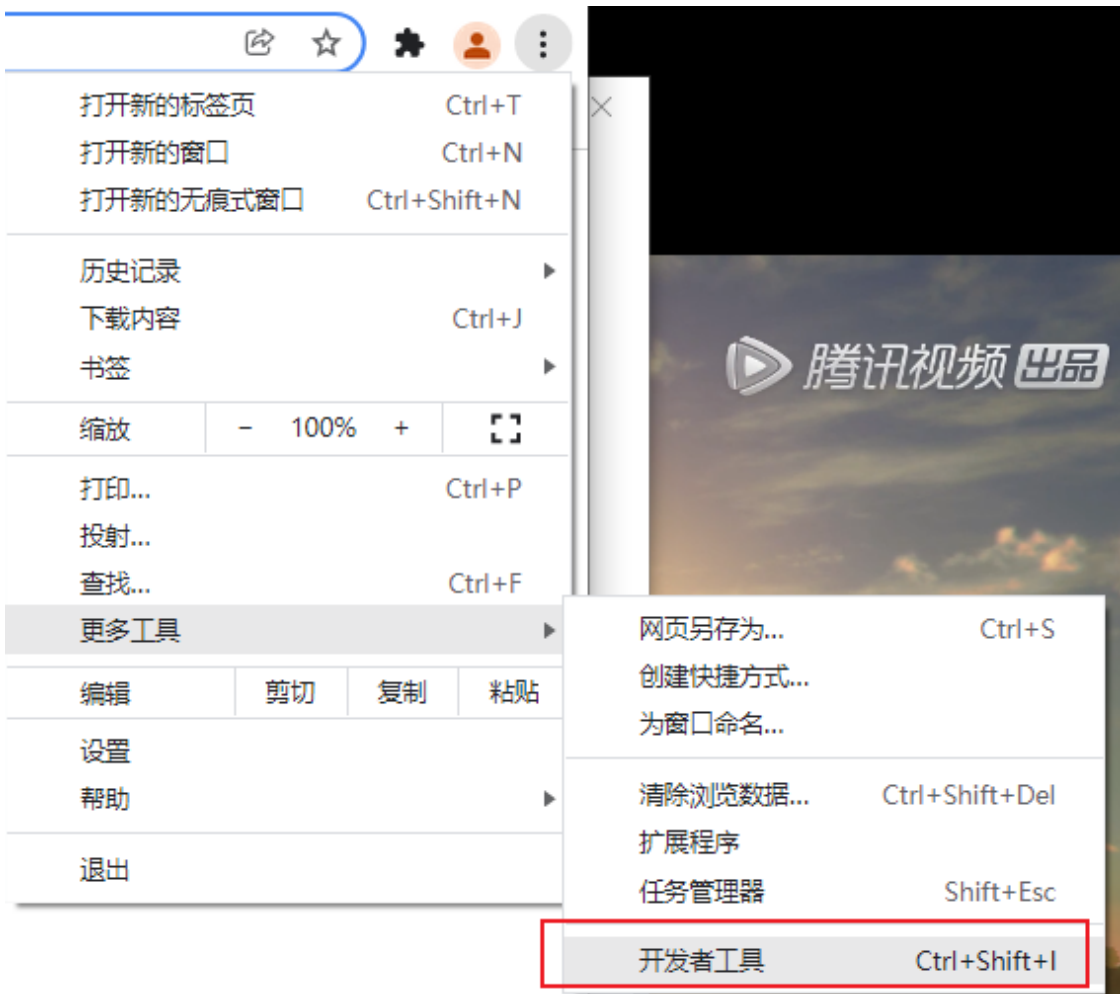 打开新的标签页 Ctrl+T
打开新的窗口 Ctrl+N
打开新的无痕式窗口 Ctrl+Shift+N
历史记录
下载内容 Ctrl+J
书签
缩放 - 100% +
打印... Ctrl+P
投射...
查找... Ctrl+F
更多工具
编辑 剪切 复制 粘贴
设置
帮助
退出
腾讯视频 出品
网页另存为... Ctrl+S
创建快捷方式...
为窗口命名...
清除浏览数据... Ctrl+Shift+Del
扩展程序
任务管理器 Shift+Esc
开发者工具 Ctrl+Shift+I